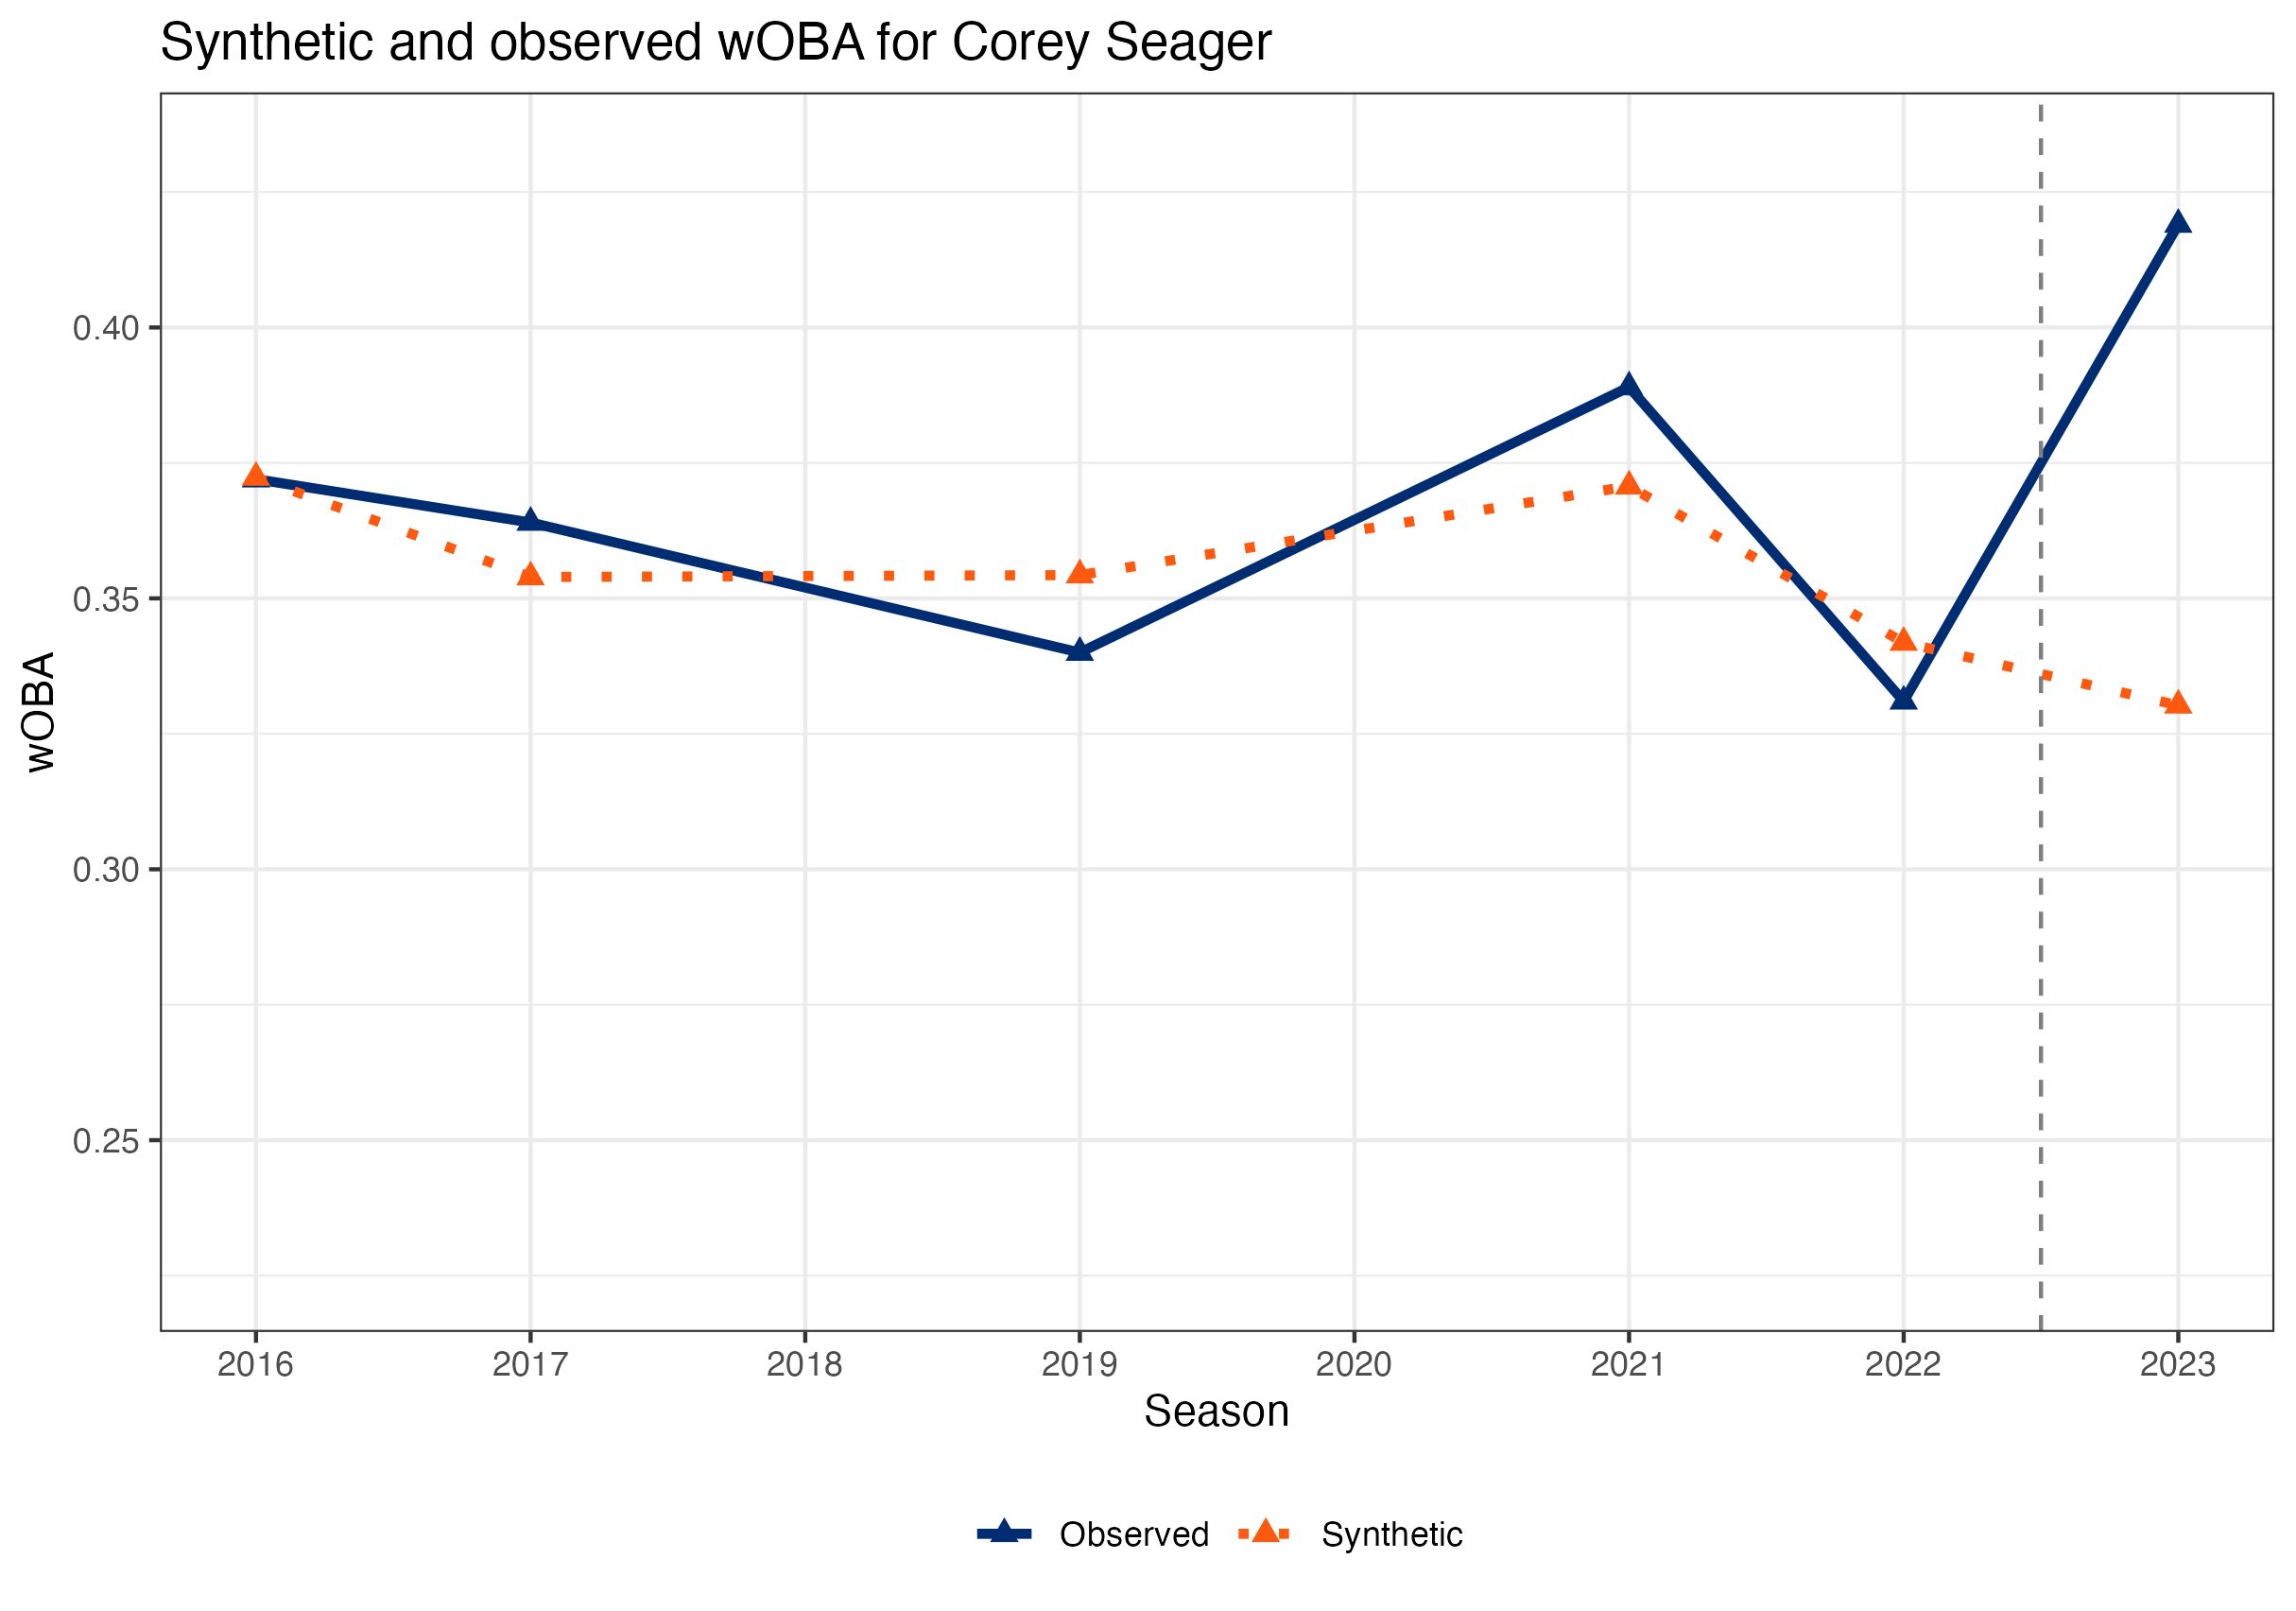 Synthetic and observed wOBA for Corey Seager
wOBA
0.40
0.35
0.30
0.25
2016 2017 2018 2019 2020 2021 2022 2023
Season
Observed Synthetic